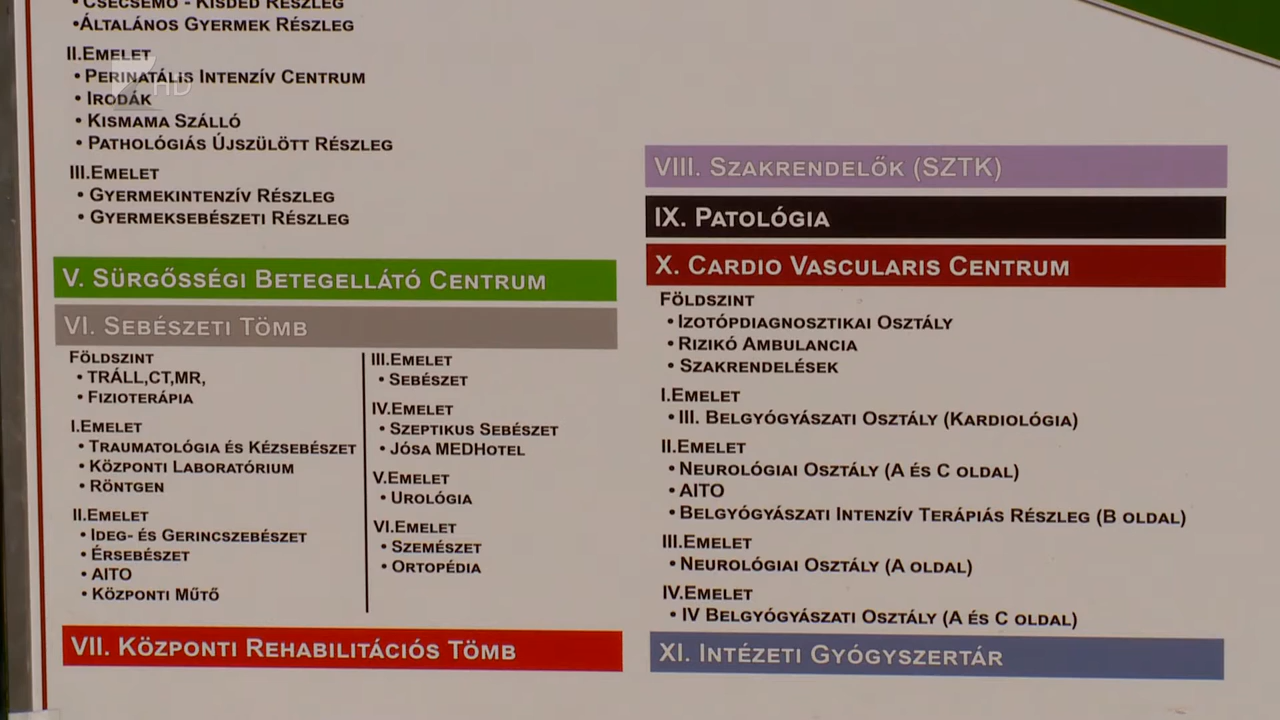 •Csecsemő - Kisded Részleg
•Általános Gyermek Részleg
II.Emelet
• Perinatális Intenzív Centrum
• Irodák
• Kismama Szálló
• Pathológiás Újszülött Részleg
III.Emelet
• Gyermekintenzív Részleg
• Gyermeksebészeti Részleg
V. Sürgősségi Betegellátó Centrum
VI. Sebészeti Tömb
Földszint
• TRÁLL,CT,MR,
• Fizioterápia
I.Emelet
• Traumatológia és Kézsebészet
• Központi Laboratórium
• Röntgen
II.Emelet
• Ideg- és Gerincszebészet
• Érsebészet
• AITO
• Központi Műtő
III.Emelet
• Sebészet
IV.Emelet
• Szeptikus Sebészet
• Jósa MEDHotel
V.Emelet
• Urológia
VI.Emelet
• Szemészet
• Ortopédia
VII. Központi Rehabilitációs Tömb
VIII. Szakrendelők (SZTK)
IX. Patológia
X. Cardio Vascularis Centrum
Földszint
• Izotópdiagnosztikai Osztály
• Rizikó Ambulancia
• Szakrendelések
I.Emelet
• III. Belgyógyászati Osztály (Kardiológia)
II.Emelet
• Neurológiai Osztály (A és C oldal)
• AITO
• Belgyógyászati Intenzív Terápiás Részleg (B oldal)
III.Emelet
• Neurológiai Osztály (A oldal)
IV.Emelet
• IV Belgyógyászati Osztály (A és C oldal)
XI. Intézeti Gyógyszertár
7 HD